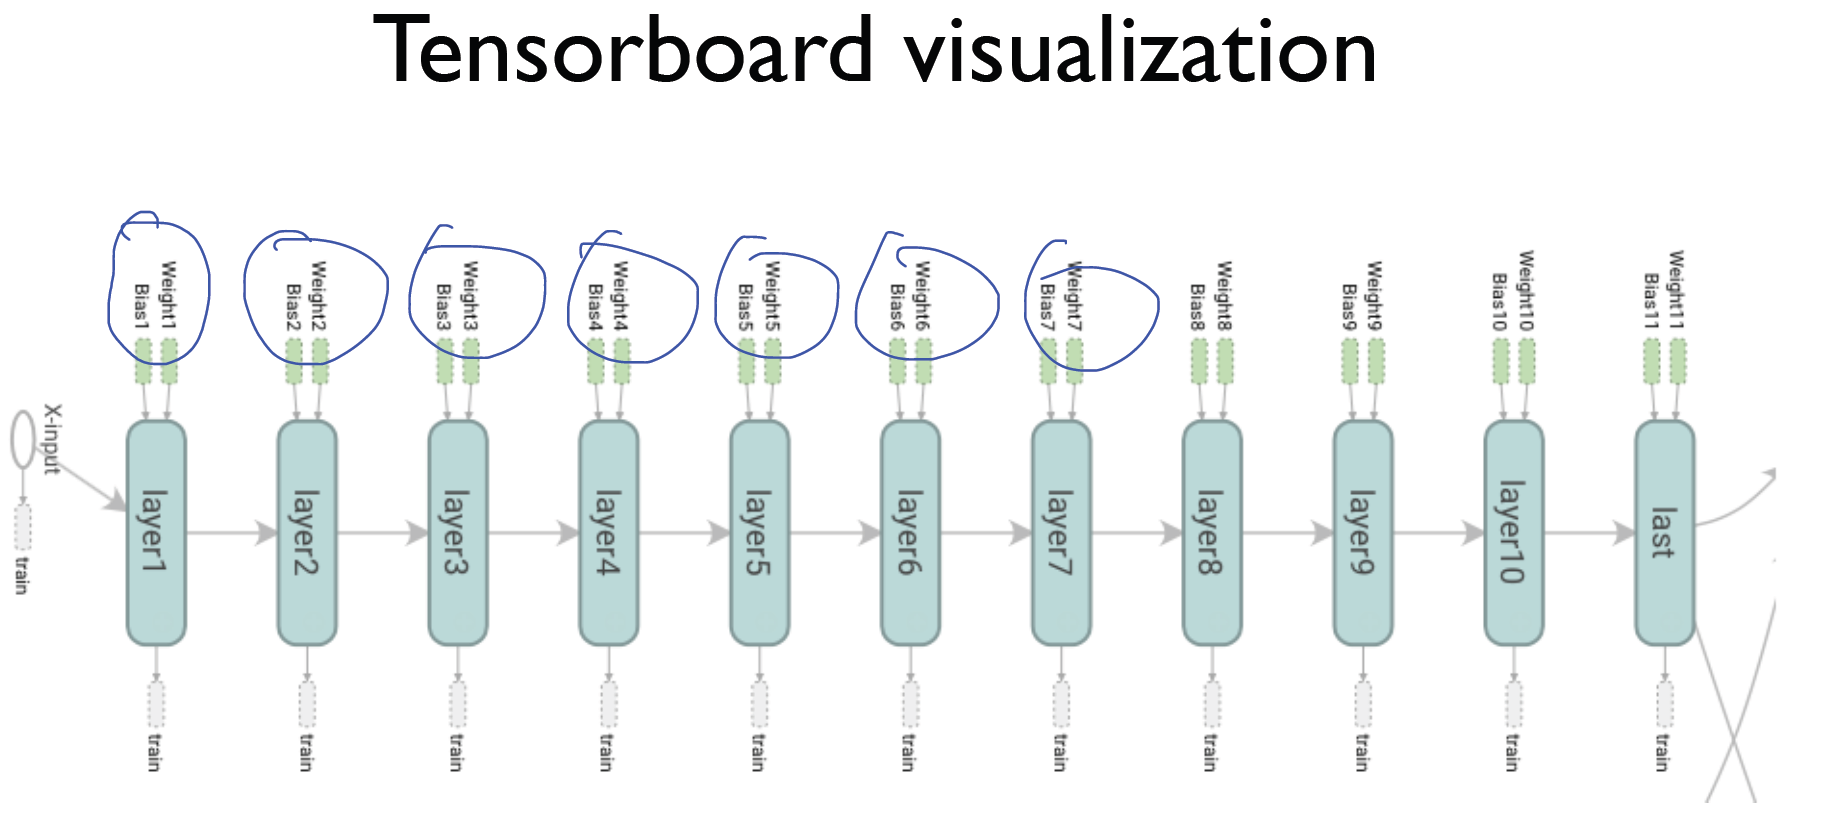 Tensorboard visualization
Weight1
Bias1
Weight2
Bias2
Weight3
Bias3
Weight4
Bias4
Weight5
Bias5
Weight6
Bias6
Weight7
Bias7
Weight8
Bias8
Weight9
Bias9
Weight10
Bias10
Weight11
Bias11
X-input
train
layer1
layer2
layer3
layer4
layer5
layer6
layer7
layer8
layer9
layer10
last
train
train
train
train
train
train
train
train
train
train
train